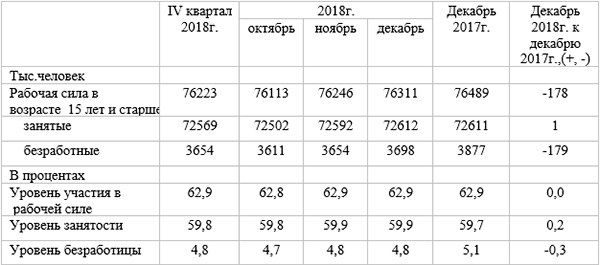 IV квартал 2018г. 2018г. Декабрь 2017г. Декабрь 2018г. к декабрю 2017г.,(+, -)
октябрь ноябрь декабрь
Тыс.человек
Рабочая сила в возрасте 15 лет и старше 76223 76113 76246 76311 76489 -178
занятые 72569 72502 72592 72612 72611 1
безработные 3654 3611 3654 3698 3877 -179
В процентах
Уровень участия в рабочей силе 62,9 62,8 62,9 62,9 62,9 0,0
Уровень занятости 59,8 59,8 59,9 59,9 59,7 0,2
Уровень безработицы 4,8 4,7 4,8 4,8 5,1 -0,3